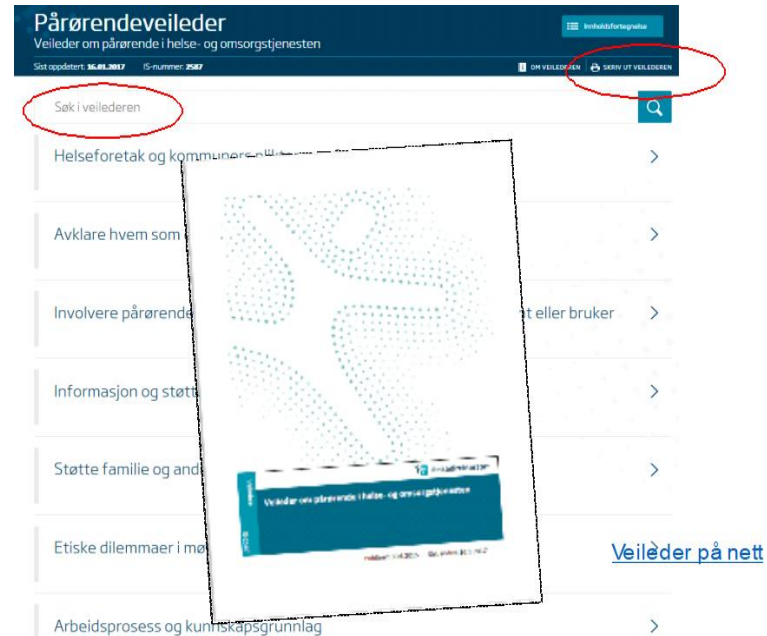 Pårørendeveileder
Innholdsfortegnelse
Veileder om pårørende i helse- og omsorgstjenesten
Sist oppdatert: 16.01.2017 IS-nummer: 2587
OM VEILEDEREN SKRIV UT VEILEDEREN
Søk i veilederen
Helseforetak og kommuners
Avklare hvem som
Involvere pårørende
eller bruker
Informasjon og støtt
Støtte familie og and
Veileder om pårørende i helse- og omsorgstjenesten
Etiske dilemmaer i mø
Veileder på nett
Arbeidsprosess og kunnskapsgrunnlag